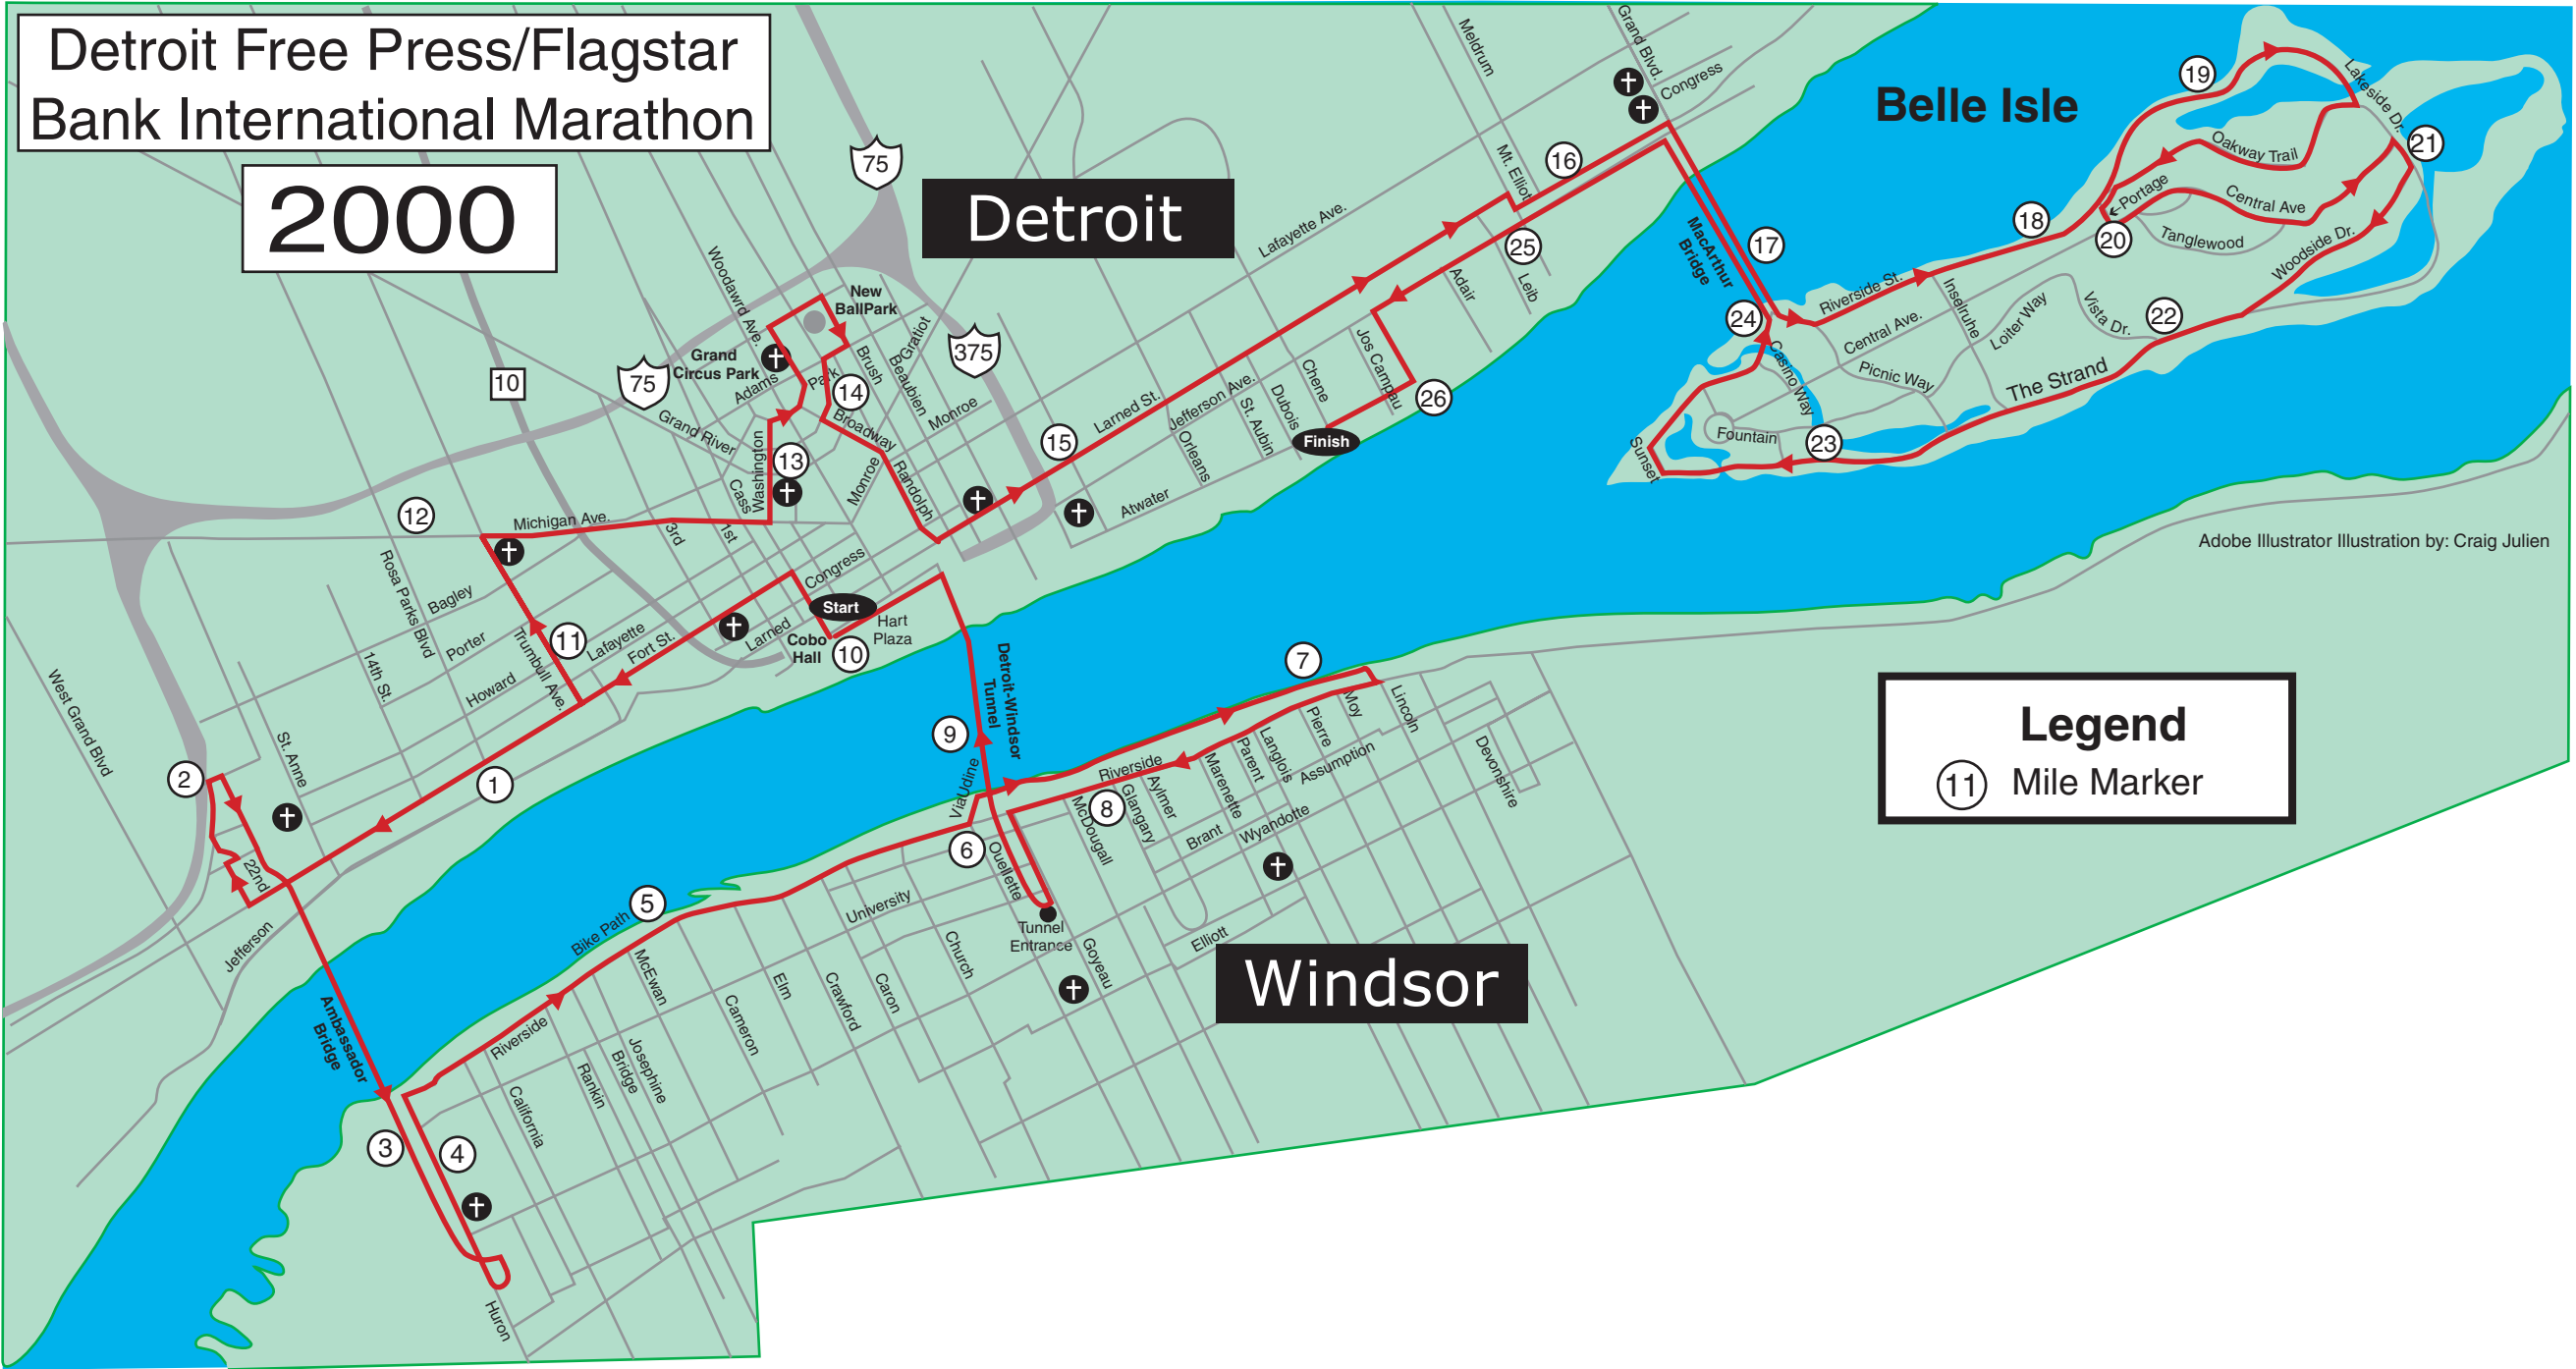 Detroit Free Press/Flagstar
Bank International Marathon
2000
Detroit
Belle Isle
Windsor
Legend
11 Mile Marker
Adobe Illustrator Illustration by: Craig Julien
75
75
375
10
Meldrum
Grand Blvd.
Congress
Mt. Elliot
16
Lafayette Ave.
MacArthur
Bridge
17
18
19
Lakeside Dr.
21
Oakway Trail
←Portage
Central Ave
20
Tanglewood
Woodside Dr.
22
Vista Dr.
Riverside St.
Inselruhe
Loiter Way
Central Ave.
Picnic Way
The Strand
24
Casino Way
Fountain
23
Sunset
25
Leib
Adair
Jos Campau
26
Chene
Dubois
St. Aubin
Finish
Orleans
Jefferson Ave.
Larned St.
15
Atwater
Woodawrd Ave.
New
BallPark
Grand
Circus Park
Adams
Park
14
Brush
Beaubien
Gratiot
Monroe
Broadway
Grand River
Washington
13
Cass
Monroe
Randolph
12
Michigan Ave.
3rd
1st
Congress
Start
Hart
Plaza
Cobo
Hall
10
Larned
Rosa Parks Blvd
Bagley
Porter
Howard
14th St.
Trumbull Ave.
11
Lafayette
Fort St.
West Grand Blvd
St. Anne
1
2
22nd
Jefferson
Ambassador
Bridge
3
4
Huron
California
Rankin
Bridge
Josephine
Riverside
Bike Path
5
McEwan
Cameron
Elm
Crawford
Caron
Church
University
6
ViaUdine
Ouellette
9
Detroit-Windsor
Tunnel
Tunnel
Entrance
Goyeau
McDougall
8
Glangary
Aylmer
Riverside
7
Marenette
Parent
Langlois
Pierre
Moy
Lincoln
Assumption
Devonshire
Brant
Wyandotte
Elliott